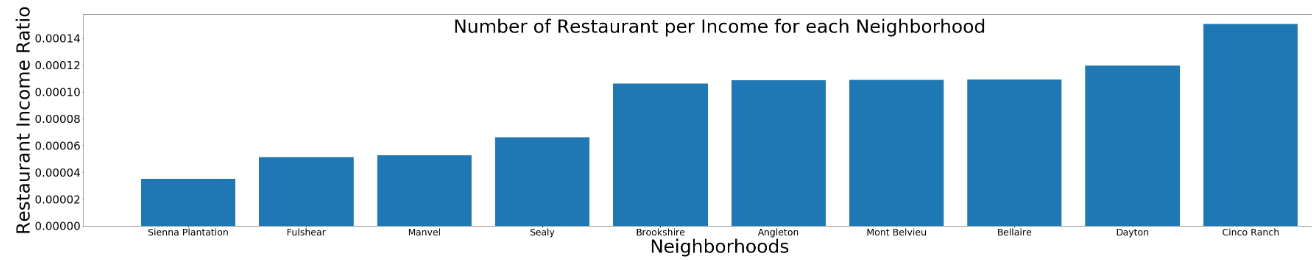 Number of Restaurant per Income for each Neighborhood
Restaurant Income Ratio
0.00014
0.00012
0.00010
0.00008
0.00006
0.00004
0.00002
0.00000
Sienna Plantation Fulshear Manvel Sealy Brookshire Angleton Mont Belvieu Bellaire Dayton Cinco Ranch
Neighborhoods